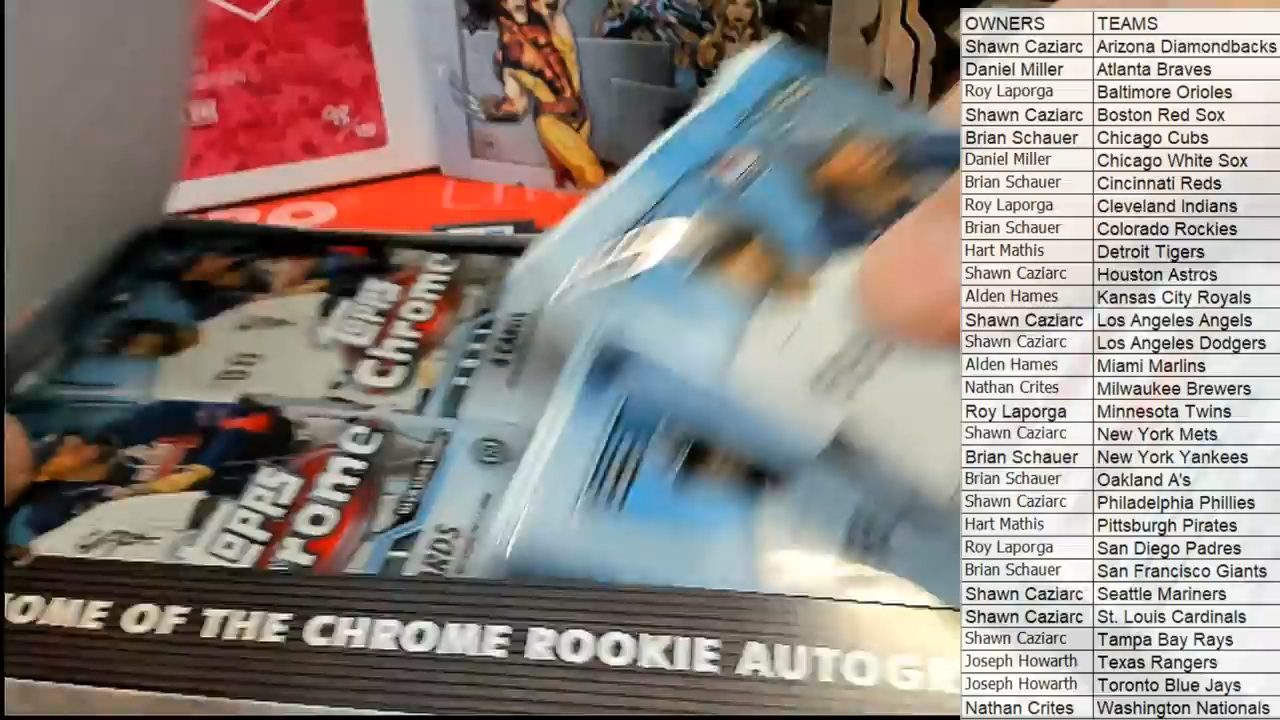 OWNERS TEAMS
Shawn Caziarc Arizona Diamondbacks
Daniel Miller Atlanta Braves
Roy Laporga Baltimore Orioles
Shawn Caziarc Boston Red Sox
Brian Schauer Chicago Cubs
Daniel Miller Chicago White Sox
Brian Schauer Cincinnati Reds
Roy Laporga Cleveland Indians
Brian Schauer Colorado Rockies
Hart Mathis Detroit Tigers
Shawn Caziarc Houston Astros
Alden Hames Kansas City Royals
Shawn Caziarc Los Angeles Angels
Shawn Caziarc Los Angeles Dodgers
Alden Hames Miami Marlins
Nathan Crites Milwaukee Brewers
Roy Laporga Minnesota Twins
Shawn Caziarc New York Mets
Brian Schauer New York Yankees
Brian Schauer Oakland A's
Shawn Caziarc Philadelphia Phillies
Hart Mathis Pittsburgh Pirates
Roy Laporga San Diego Padres
Brian Schauer San Francisco Giants
Shawn Caziarc Seattle Mariners
Shawn Caziarc St. Louis Cardinals
Shawn Caziarc Tampa Bay Rays
Joseph Howarth Texas Rangers
Joseph Howarth Toronto Blue Jays
Nathan Crites Washington Nationals
Topps
Chrome
Topps
rome
OME OF THE CHROME ROOKIE AUTOG